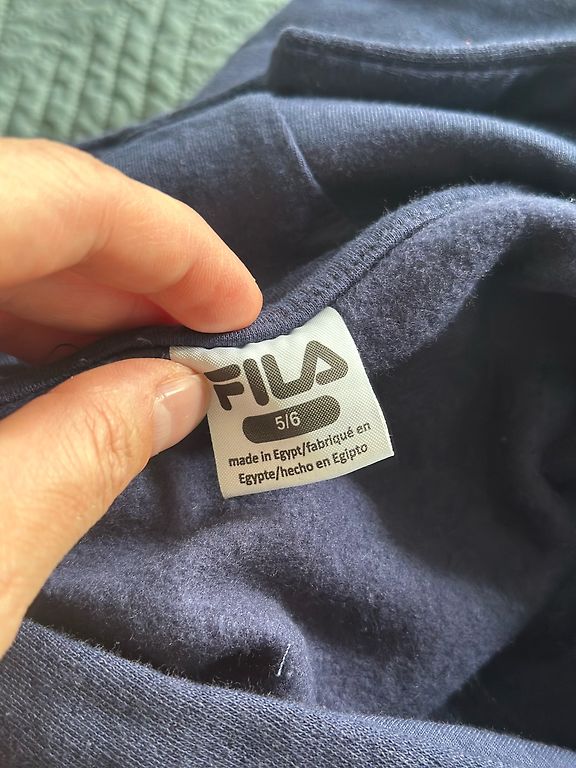 FILA
5/6
made in Egypt/fabriqué en
Egypte/hecho en Egipto